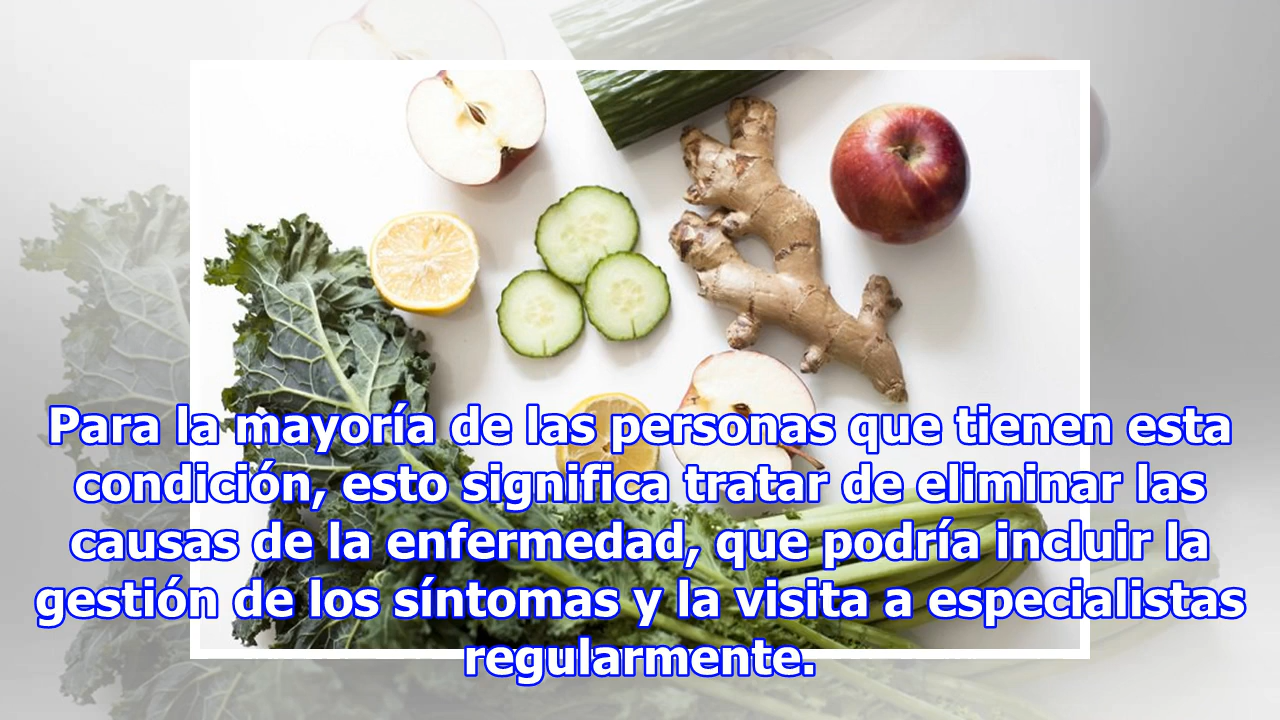 Para la mayoría de las personas que tienen esta
condición, esto significa tratar de eliminar las
causas de la enfermedad, que podría incluir la
gestión de los síntomas y la visita a especialistas
regularmente.